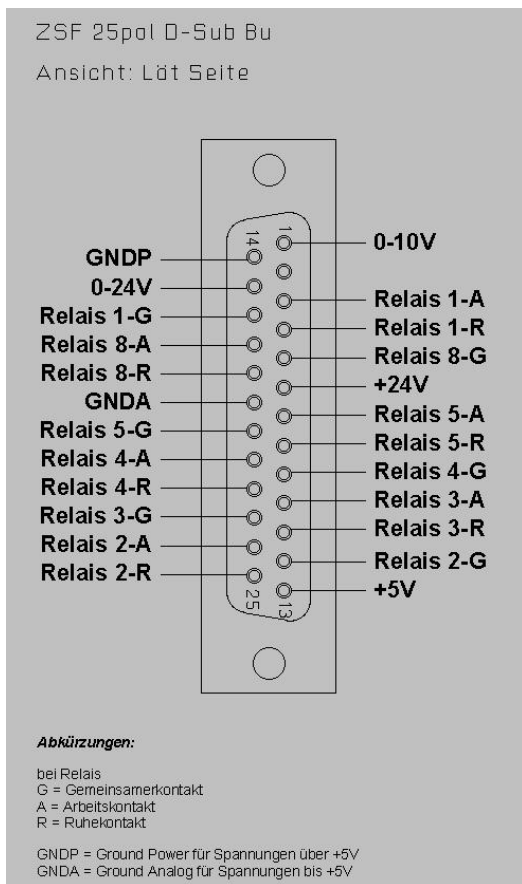 ZSF 25pol D-Sub Bu
Ansicht: Löt Seite
14
1
GNDP
0-24V
Relais 1-G
Relais 8-A
Relais 8-R
GNDA
Relais 5-G
Relais 4-A
Relais 4-R
Relais 3-G
Relais 2-A
Relais 2-R
0-10V
Relais 1-A
Relais 1-R
Relais 8-G
+24V
Relais 5-A
Relais 5-R
Relais 4-G
Relais 3-A
Relais 3-R
Relais 2-G
+5V
25
13
Abkürzungen:
bei Relais
G = Gemeinsamerkontakt
A = Arbeitskontakt
R = Ruhekontakt
GNDP = Ground Power für Spannungen über +5V
GNDA = Ground Analog für Spannungen bis +5V